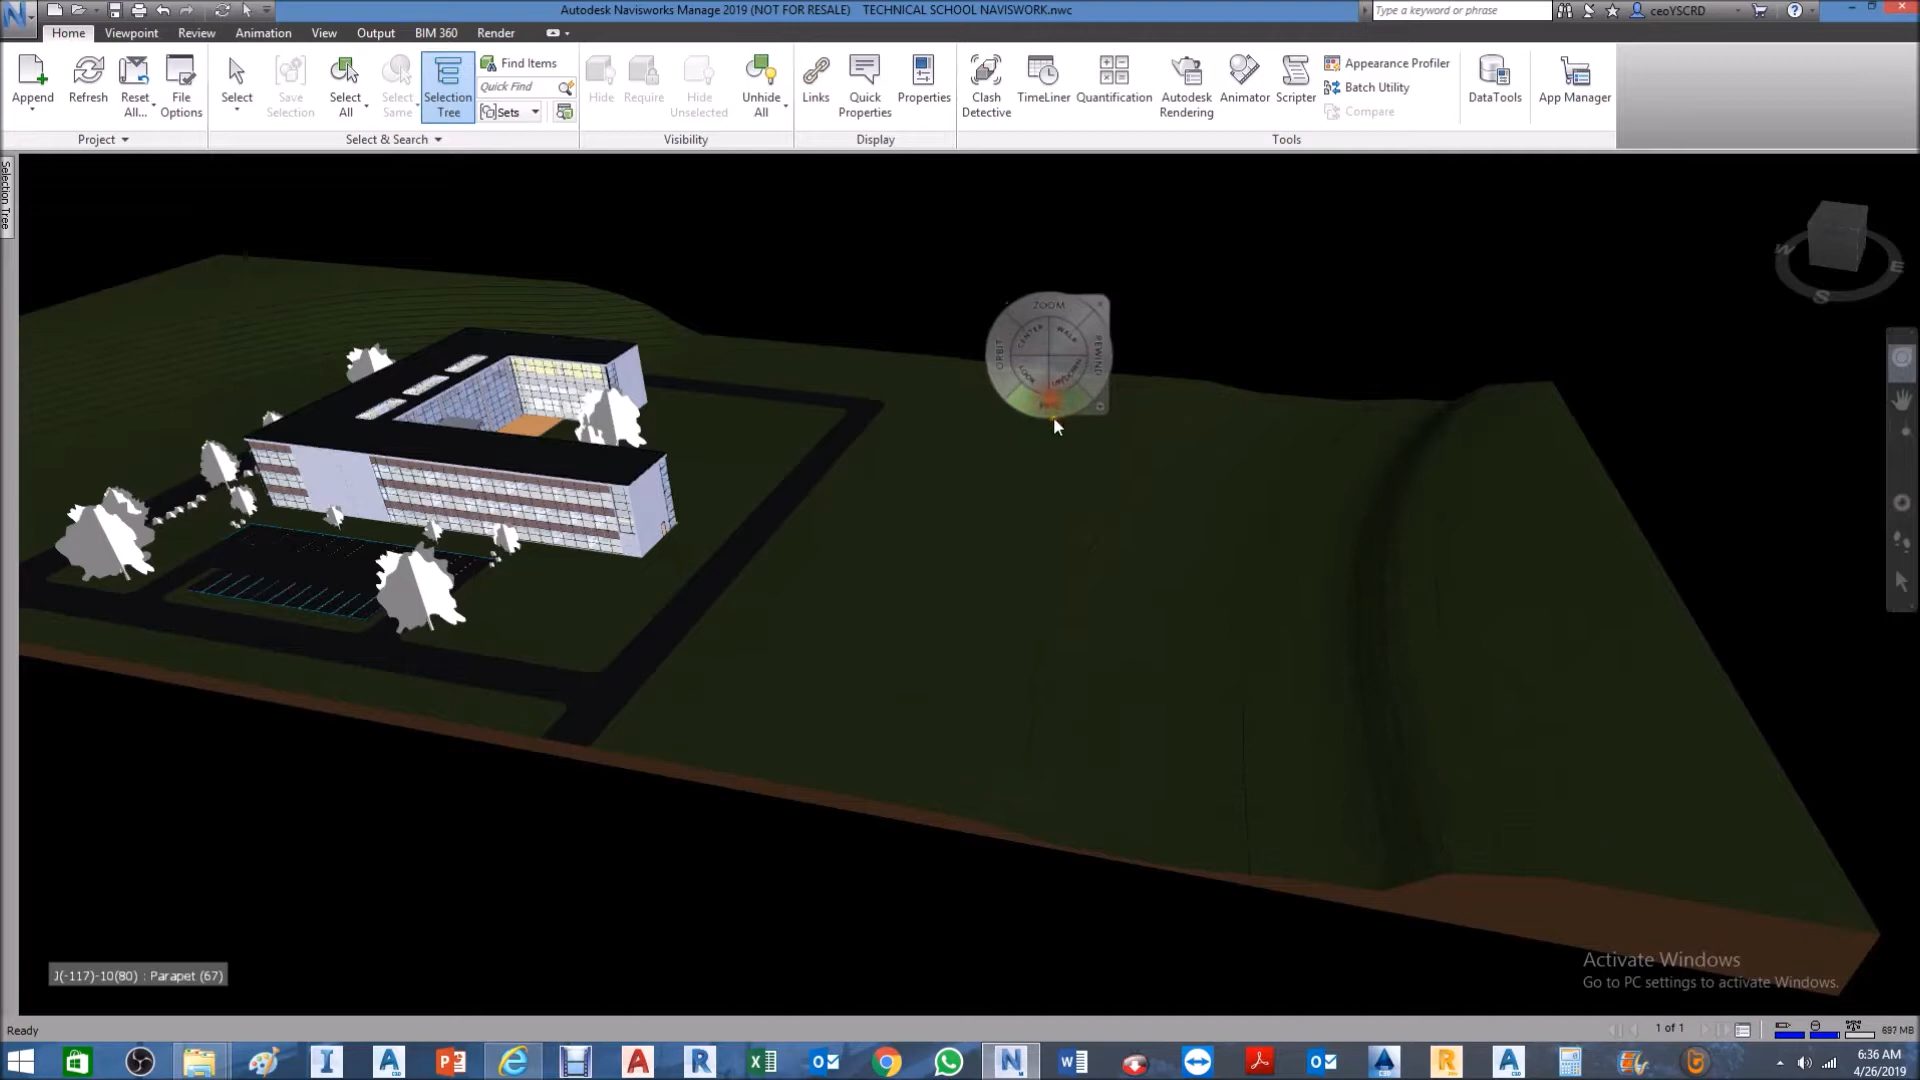 Autodesk Navisworks Manage 2019 (NOT FOR RESALE) TECHNICAL SCHOOL NAVISWORK.nwc
Type a keyword or phrase
ceoYSCRD
Home Viewpoint Review Animation View Output BIM 360 Render
Append
Refresh
Reset All...
File Options
Project
Select
Save Selection
Select All
Select Same
Selection Tree
Find Items
Quick Find
Sets
Select & Search
Hide
Require
Hide Unselected
Unhide All
Visibility
Links
Quick Properties
Properties
Display
Clash Detective
TimeLiner
Quantification
Autodesk Rendering
Animator
Scripter
Appearance Profiler
Batch Utility
Compare
Tools
DataTools
App Manager
Selection Tree
ZOOM
ORBIT
REWIND
CENTER
WALK
LOOK
UP/DOWN
W
E
S
J(-117)-10(80) : Parapet (67)
Activate Windows
Go to PC settings to activate Windows.
Ready
1 of 1
697 MB
6:36 AM
4/26/2019